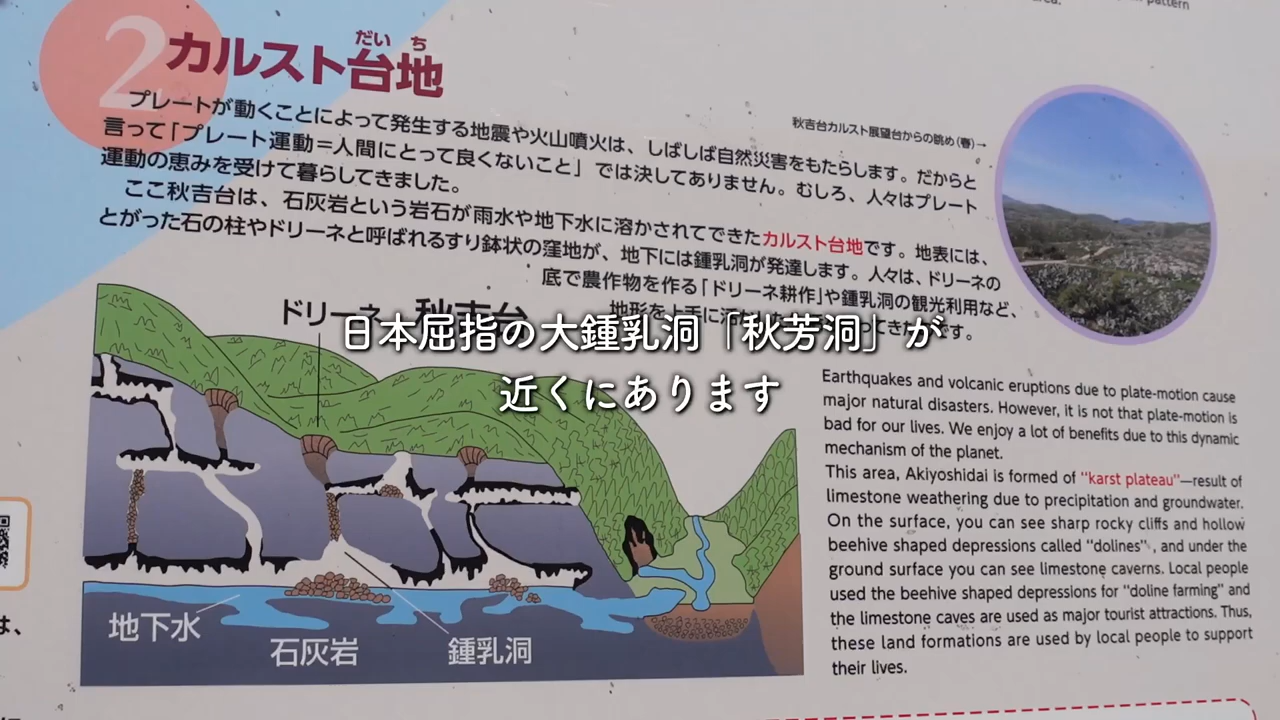 pattern
area.
2
だい ち
カルスト台地
プレートが動くことによって発生する地震や火山噴火は、しばしば自然災害をもたらします。だからと
言って「プレート運動=人間にとって良くないこと」では決してありません。むしろ、人々はプレート
運動の恵みを受けて暮らしてきました。
ここ秋吉台は、石灰岩という岩石が雨水や地下水に溶かされてできたカルスト台地です。地表には、
とがった石の柱やドリーネと呼ばれるすり鉢状の窪地が、地下には鍾乳洞が発達します。人々は、ドリーネの
底で農作物を作る「ドリーネ耕作」や鍾乳洞の観光利用など、
地形を上手に
てき
です。
秋吉台カルスト展望台からの眺め(春)→
ドリーネ
秋吉台
日本屈指の大鍾乳洞「秋芳洞」が
近くにあります
地下水
石灰岩
鍾乳洞
Earthquakes and volcanic eruptions due to plate-motion cause
major natural disasters. However, it is not that plate-motion is
bad for our lives. We enjoy a lot of benefits due to this dynamic
mechanism of the planet.
This area, Akiyoshidai is formed of "karst plateau"—result of
limestone weathering due to precipitation and groundwater.
On the surface, you can see sharp rocky cliffs and hollow
beehive shaped depressions called "dolines", and under the
ground surface you can see limestone caverns. Local people
used the beehive shaped depressions for "doline farming" and
the limestone caves are used as major tourist attractions. Thus,
these land formations are used by local people to support
their lives.
は、